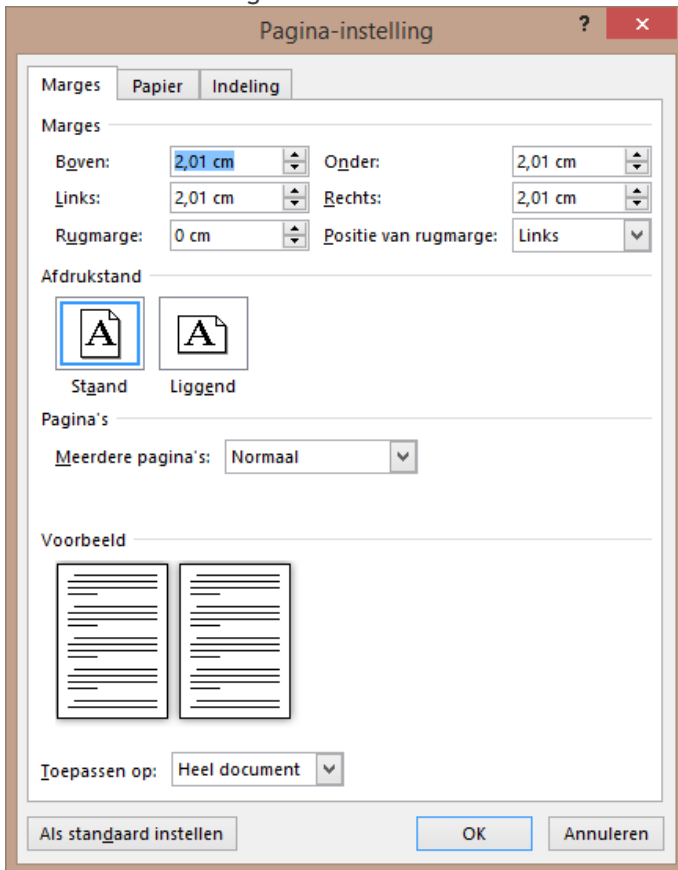 Pagina-instelling ?
Marges Papier Indeling
Marges
Boven: 2,01 cm Onder: 2,01 cm
Links: 2,01 cm Rechts: 2,01 cm
Rugmarge: 0 cm Positie van rugmarge: Links
Afdrukstand
A A
Staand Liggend
Pagina's
Meerdere pagina's: Normaal
Voorbeeld
Toepassen op: Heel document
Als standaard instellen OK Annuleren